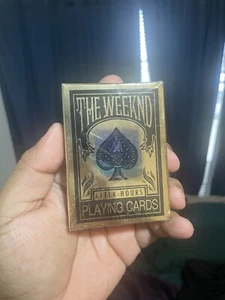 THE WEEKND
AFTER HOURS
PLAYING CARDS